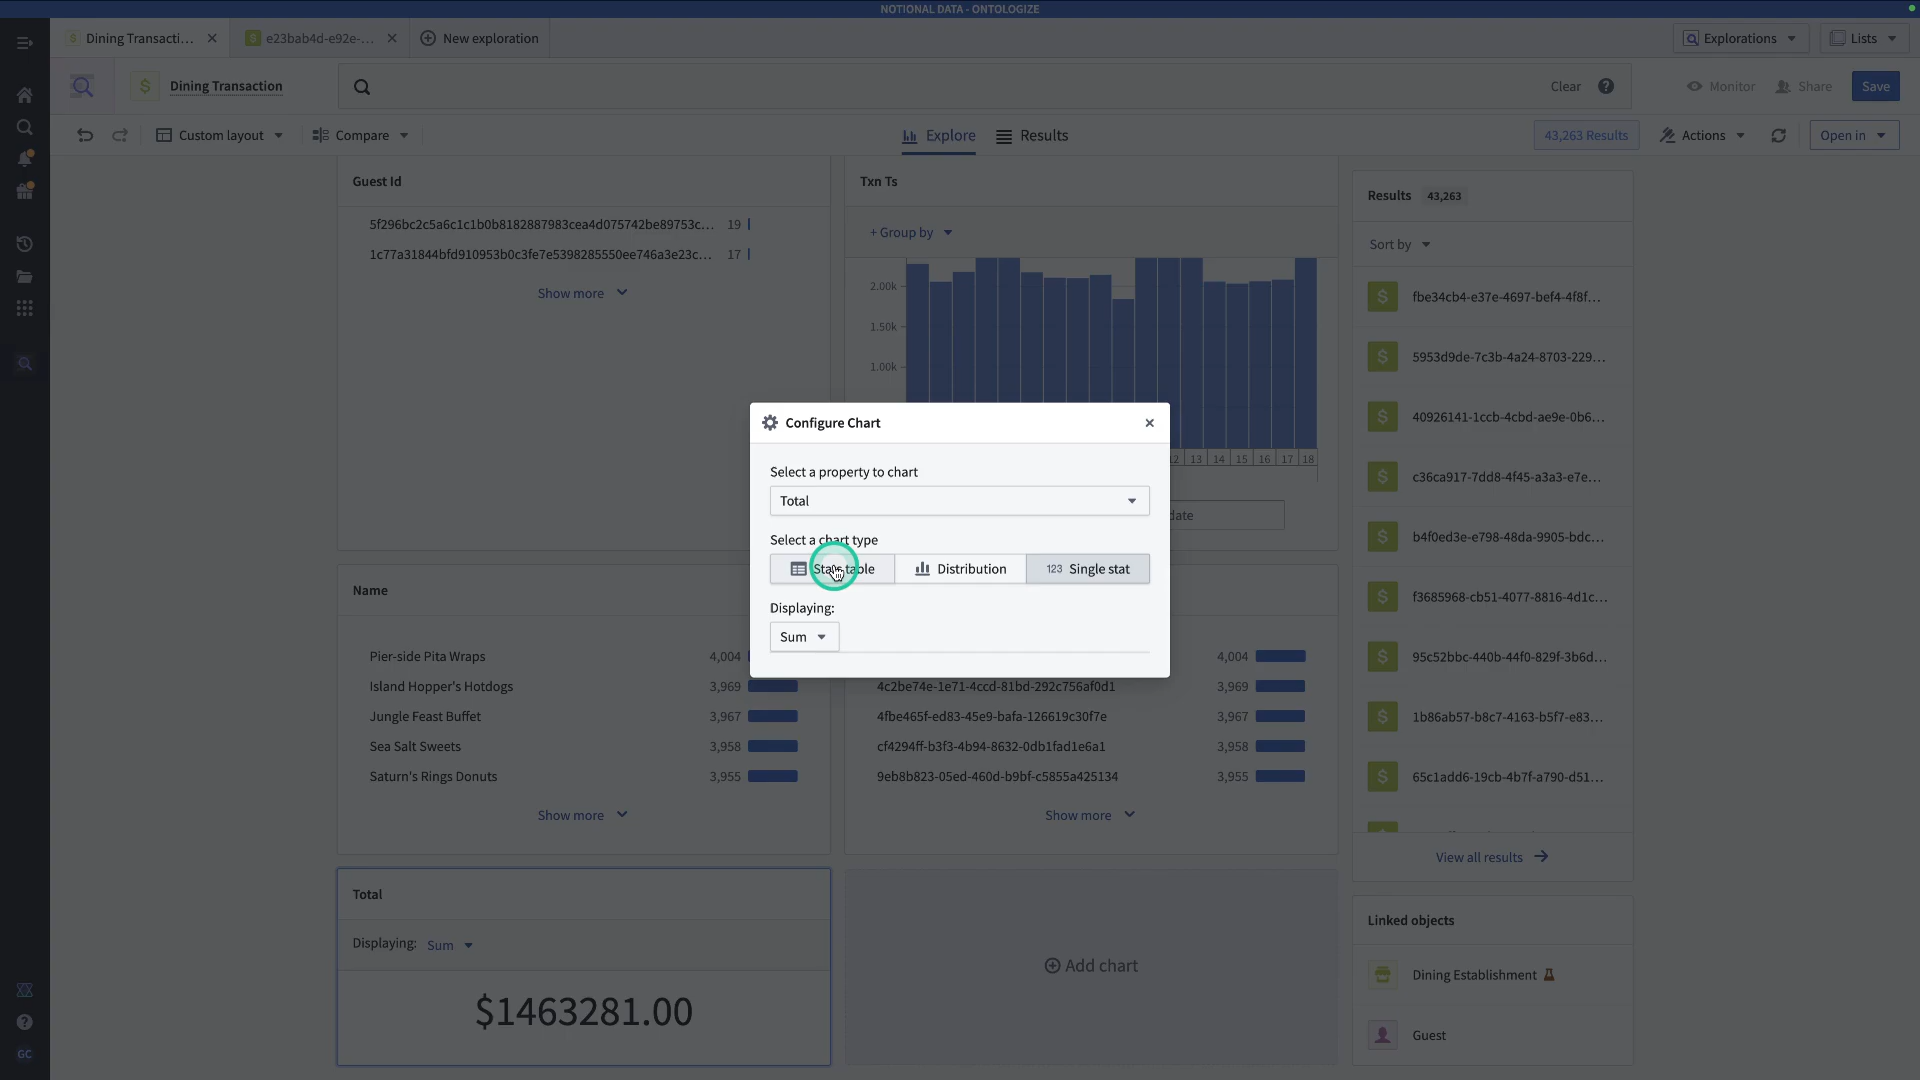 NOTIONAL DATA - ONTOLOGIZE
Dining Transacti...
e23bab4d-e92e-...
New exploration
Explorations
Lists
Dining Transaction
Clear
Monitor
Share
Save
Custom layout
Compare
Explore
Results
43,263 Results
Actions
Open in
Guest Id
5f296bc2c5a6c1c1b0b8182887983cea4d075742be89753c... 19
1c77a31844bfd910953b0c3fe7e5398285550ee746a3e23c... 17
Show more
Txn Ts
+ Group by
2.00k
1.50k
1.00k
12 13 14 15 16 17 18
date
Results 43,263
Sort by
fbe34cb4-e37e-4697-bef4-4f8f...
5953d9de-7c3b-4a24-8703-229...
40926141-1ccb-4cbd-ae9e-0b6...
c36ca917-7dd8-4f45-a3a3-e7e...
b4f0ed3e-e798-48da-9905-bdc...
f3685968-cb51-4077-8816-4d1c...
95c52bbc-440b-44f0-829f-3b6d...
1b86ab57-b8c7-4163-b5f7-e83...
65c1add6-19cb-4b7f-a790-d51...
View all results
Configure Chart
Select a property to chart
Total
Select a chart type
Stats table
Distribution
123 Single stat
Displaying:
Sum
Name
Pier-side Pita Wraps 4,004
Island Hopper's Hotdogs 3,969
Jungle Feast Buffet 3,967
Sea Salt Sweets 3,958
Saturn's Rings Donuts 3,955
Show more
4,004
4c2be74e-1e71-4ccd-81bd-292c756af0d1 3,969
4fbe465f-ed83-45e9-bafa-126619c30f7e 3,967
cf4294ff-b3f3-4b94-8632-0db1fad1e6a1 3,958
9eb8b823-05ed-460d-b9bf-c5855a425134 3,955
Show more
Total
Displaying: Sum
$1463281.00
Add chart
Linked objects
Dining Establishment
Guest
GC